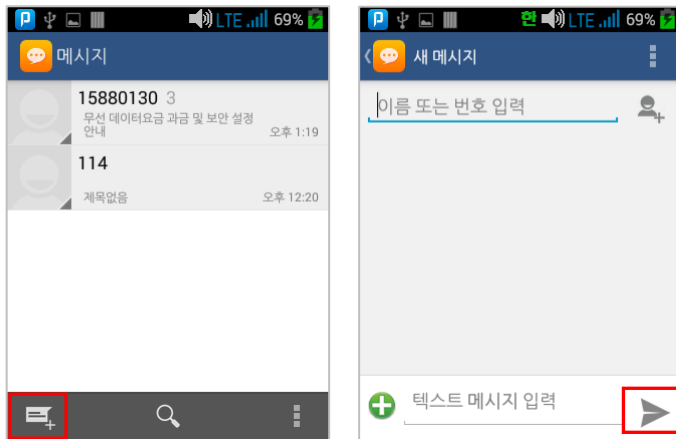 LTE 69%
메시지
15880130 3
무선 데이터요금 과금 및 보안 설정
안내
오후 1:19
114
제목없음
오후 12:20
한 LTE 69%
새 메시지
이름 또는 번호 입력
텍스트 메시지 입력